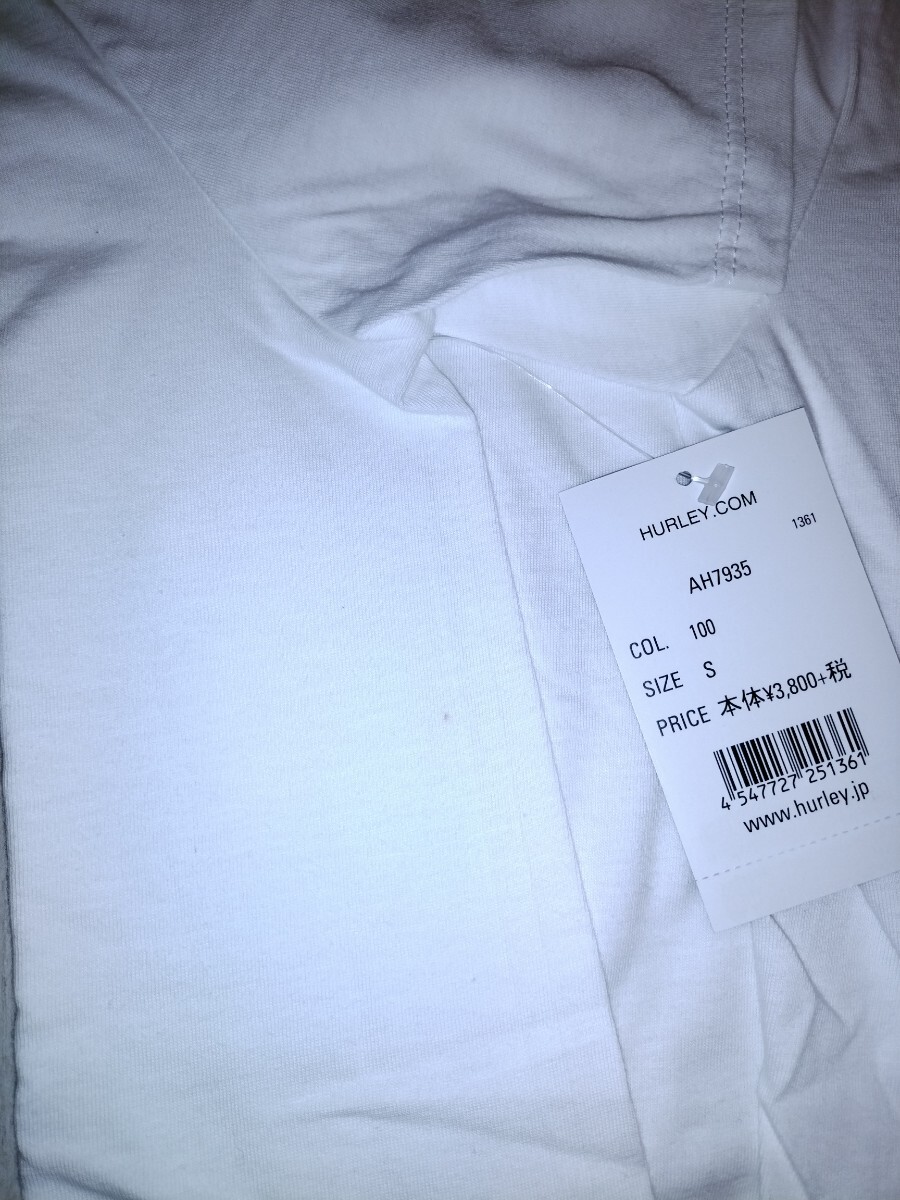 HURLEY.COM
1361
AH7935
COL. 100
SIZE S
PRICE 本体¥3,800+税
4 547727 251361
www.hurley.jp